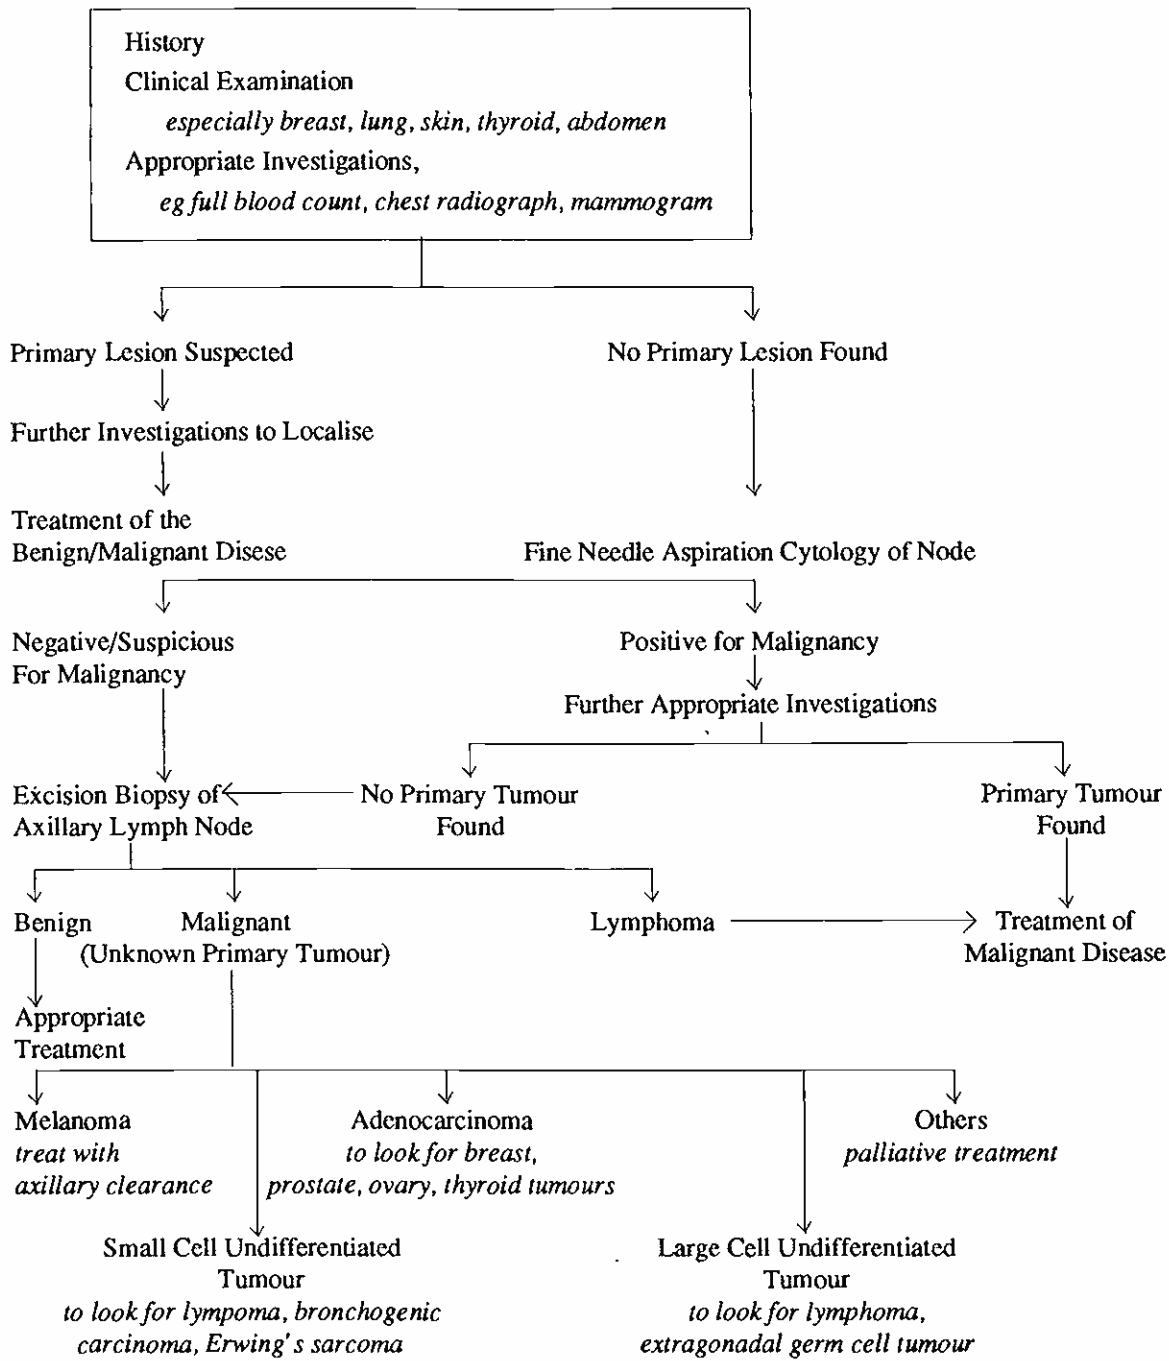 History
Clinical Examination
especially breast, lung, skin, thyroid, abdomen
Appropriate Investigations,
eg full blood count, chest radiograph, mammogram
Primary Lesion Suspected
No Primary Lesion Found
Further Investigations to Localise
Treatment of the
Benign/Malignant Disese
Fine Needle Aspiration Cytology of Node
Negative/Suspicious
For Malignancy
Positive for Malignancy
Further Appropriate Investigations
Excision Biopsy of
Axillary Lymph Node
No Primary Tumour
Found
Primary Tumour
Found
Benign
Malignant
(Unknown Primary Tumour)
Lymphoma
Treatment of
Malignant Disease
Appropriate
Treatment
Melanoma
treat with
axillary clearance
Adenocarcinoma
to look for breast,
prostate, ovary, thyroid tumours
Others
palliative treatment
Small Cell Undifferentiated
Tumour
to look for lympoma, bronchogenic
carcinoma, Erwing's sarcoma
Large Cell Undifferentiated
Tumour
to look for lymphoma,
extragonadal germ cell tumour